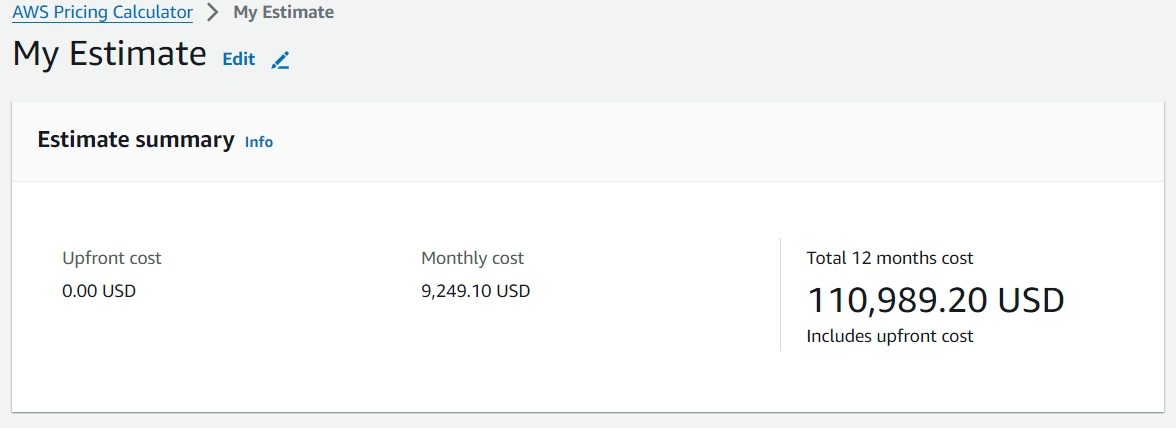 AWS Pricing Calculator > My Estimate
My Estimate Edit
Estimate summary Info
Upfront cost
0.00 USD
Monthly cost
9,249.10 USD
Total 12 months cost
110,989.20 USD
Includes upfront cost